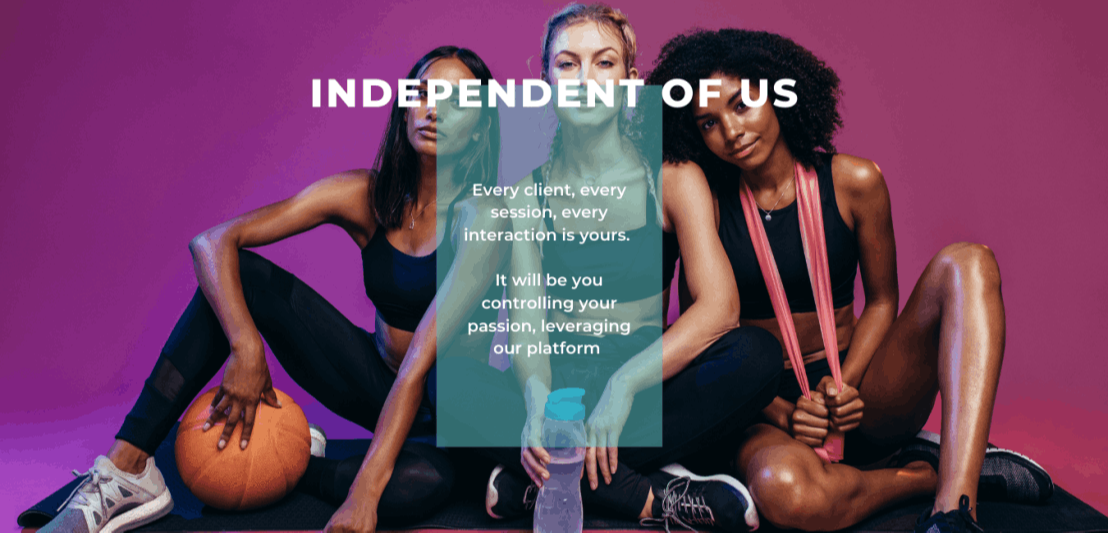 INDEPENDENT OF US
Every client, every
session, every
interaction is yours.
It will be you
controlling your
passion, leveraging
our platform